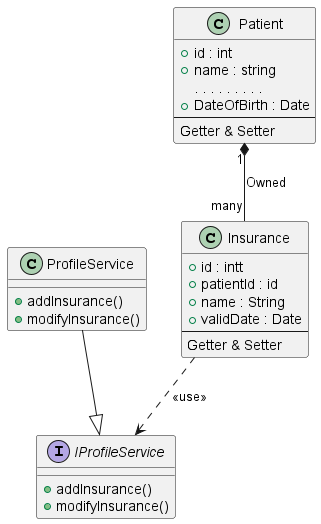 C Patient
id : int
name : string
. . . . . . . . .
DateOfBirth : Date
Getter & Setter
1
Owned
many
C Insurance
id : intt
patientId : id
name : String
validDate : Date
Getter & Setter
C ProfileService
addInsurance()
modifyInsurance()
«use»
I IProfileService
addInsurance()
modifyInsurance()